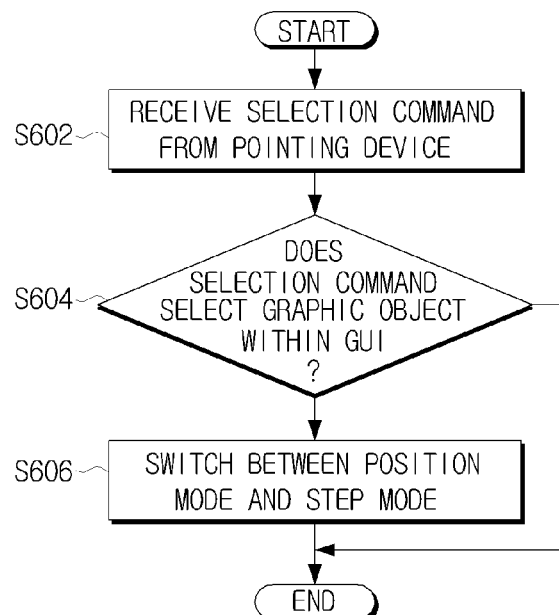 START
RECEIVE SELECTION COMMAND
FROM POINTING DEVICE
S602
DOES
SELECTION COMMAND
SELECT GRAPHIC OBJECT
WITHIN GUI
?
S604
SWITCH BETWEEN POSITION
MODE AND STEP MODE
S606
END